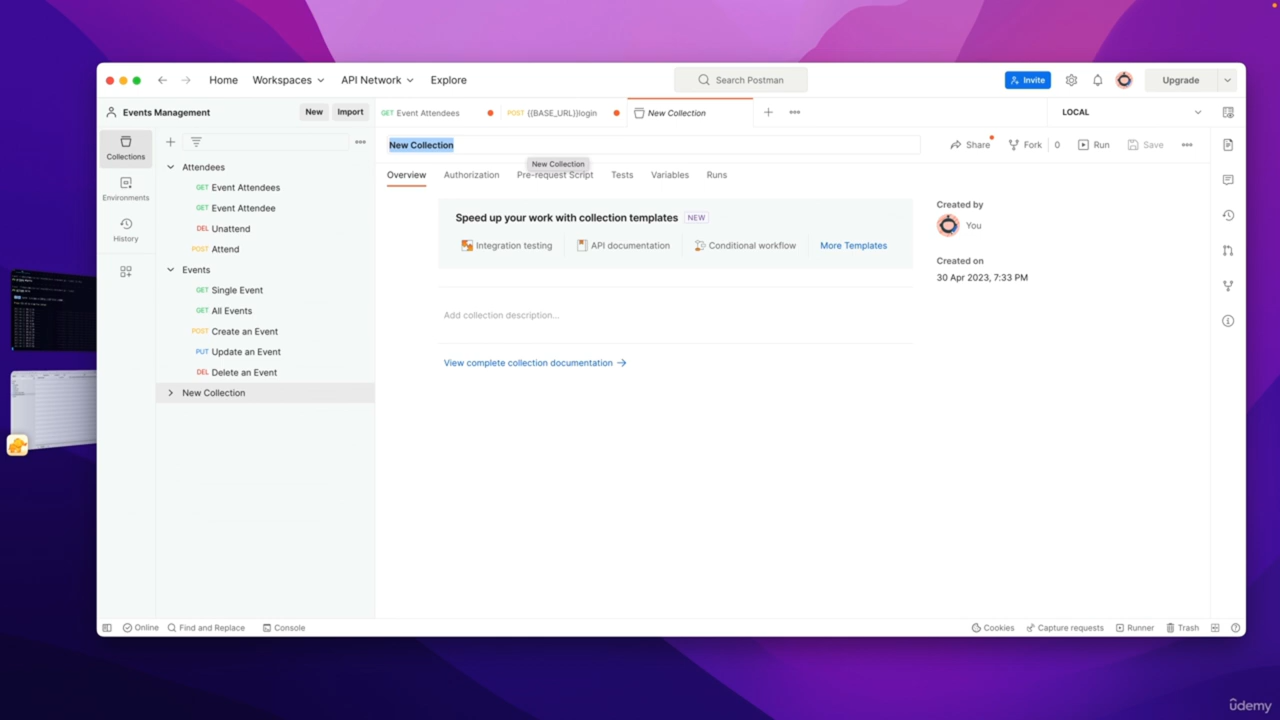 Home Workspaces API Network Explore Search Postman Invite Upgrade
Events Management New Import GET Event Attendees POST {{BASE_URL}}login New Collection LOCAL
Collections
Environments
History
Attendees
GET Event Attendees
GET Event Attendee
DEL Unattend
POST Attend
Events
GET Single Event
GET All Events
POST Create an Event
PUT Update an Event
DEL Delete an Event
New Collection
New Collection Share Fork 0 Run Save
New Collection
Overview Authorization Pre-request Script Tests Variables Runs
Speed up your work with collection templates NEW
Integration testing API documentation Conditional workflow More Templates
Add collection description...
View complete collection documentation →
Created by
You
Created on
30 Apr 2023, 7:33 PM
Online Find and Replace Console Cookies Capture requests Runner Trash
ûdemy